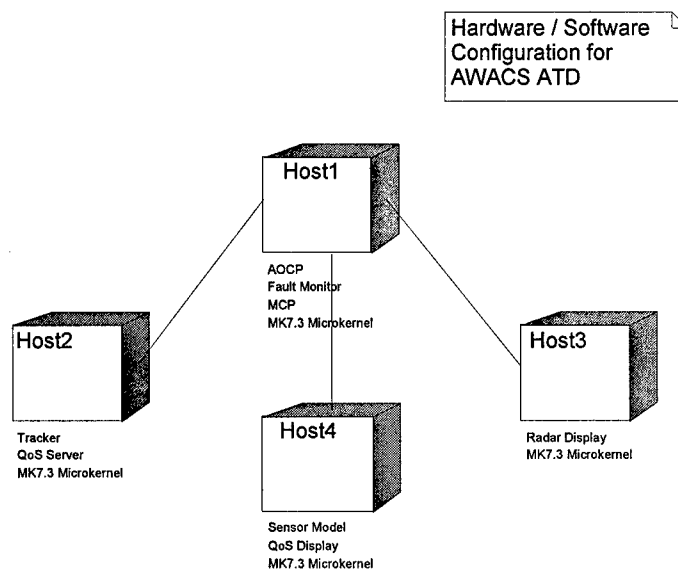 Hardware / Software
Configuration for
AWACS ATD
Host1
AOCP
Fault Monitor
MCP
MK7.3 Microkernel
Host2
Tracker
QoS Server
MK7.3 Microkernel
Host3
Radar Display
MK7.3 Microkernel
Host4
Sensor Model
QoS Display
MK7.3 Microkernel